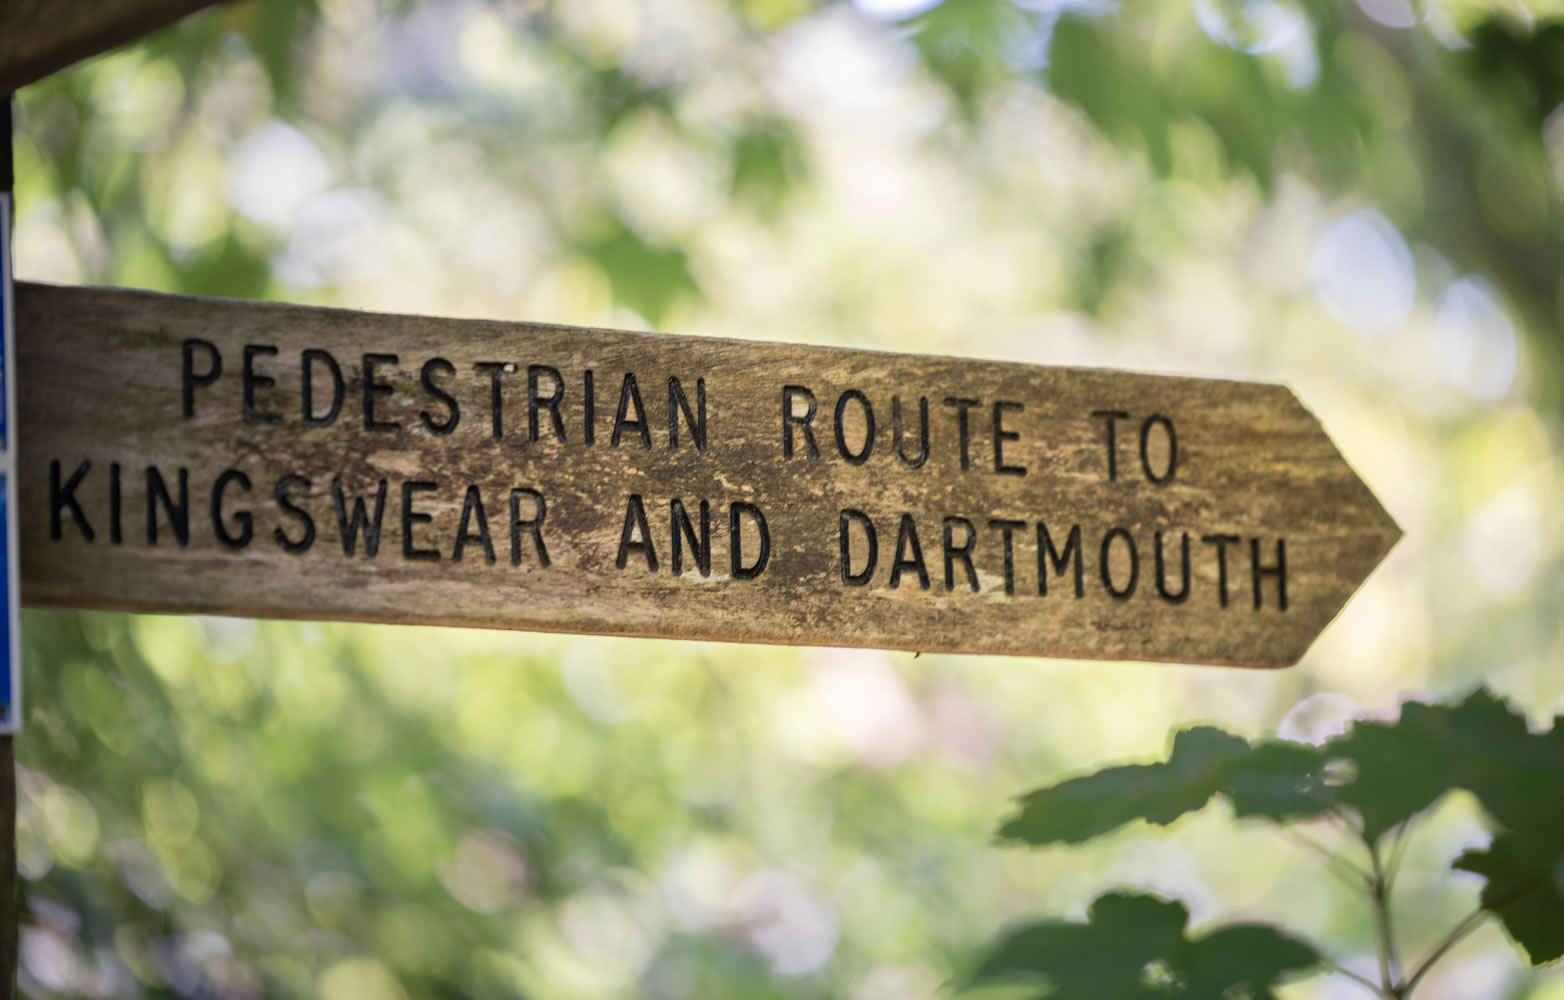 PEDESTRIAN ROUTE TO
KINGSWEAR AND DARTMOUTH